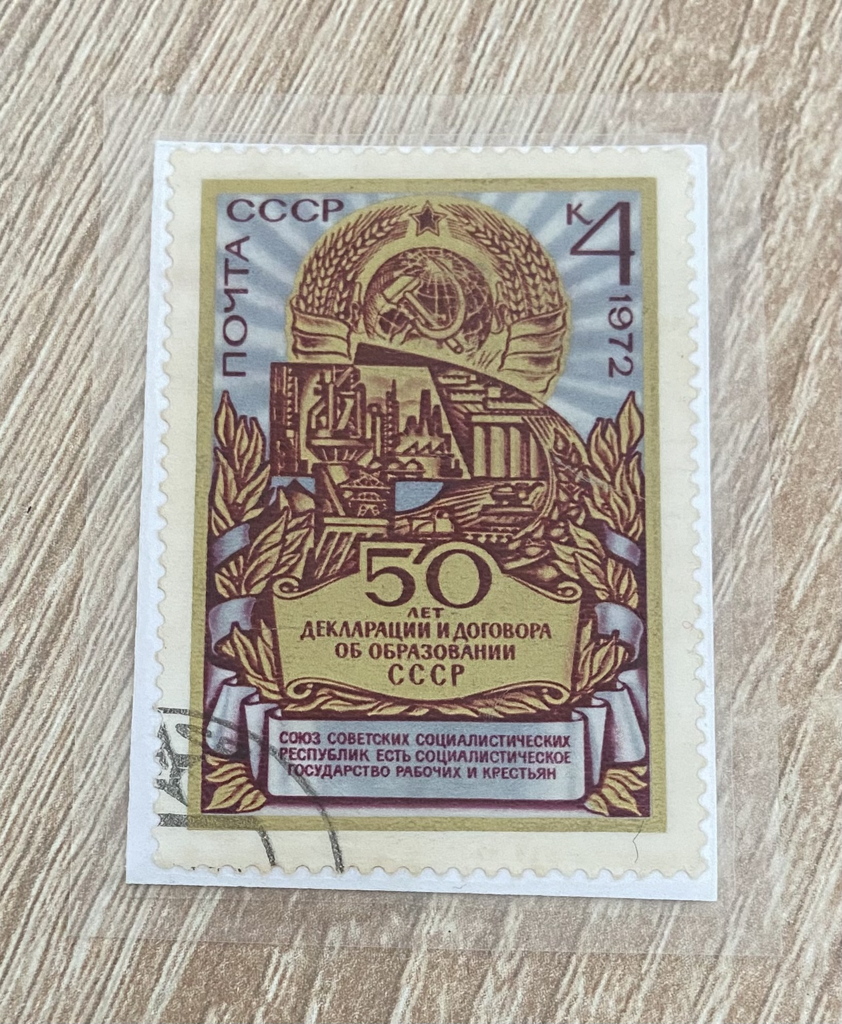 ПОЧТА СССР
К4
1972
50
ЛЕТ
ДЕКЛАРАЦИИ И ДОГОВОРА
ОБ ОБРАЗОВАНИИ
СССР
СОЮЗ СОВЕТСКИХ СОЦИАЛИСТИЧЕСКИХ
РЕСПУБЛИК ЕСТЬ СОЦИАЛИСТИЧЕСКОЕ
ГОСУДАРСТВО РАБОЧИХ И КРЕСТЬЯН